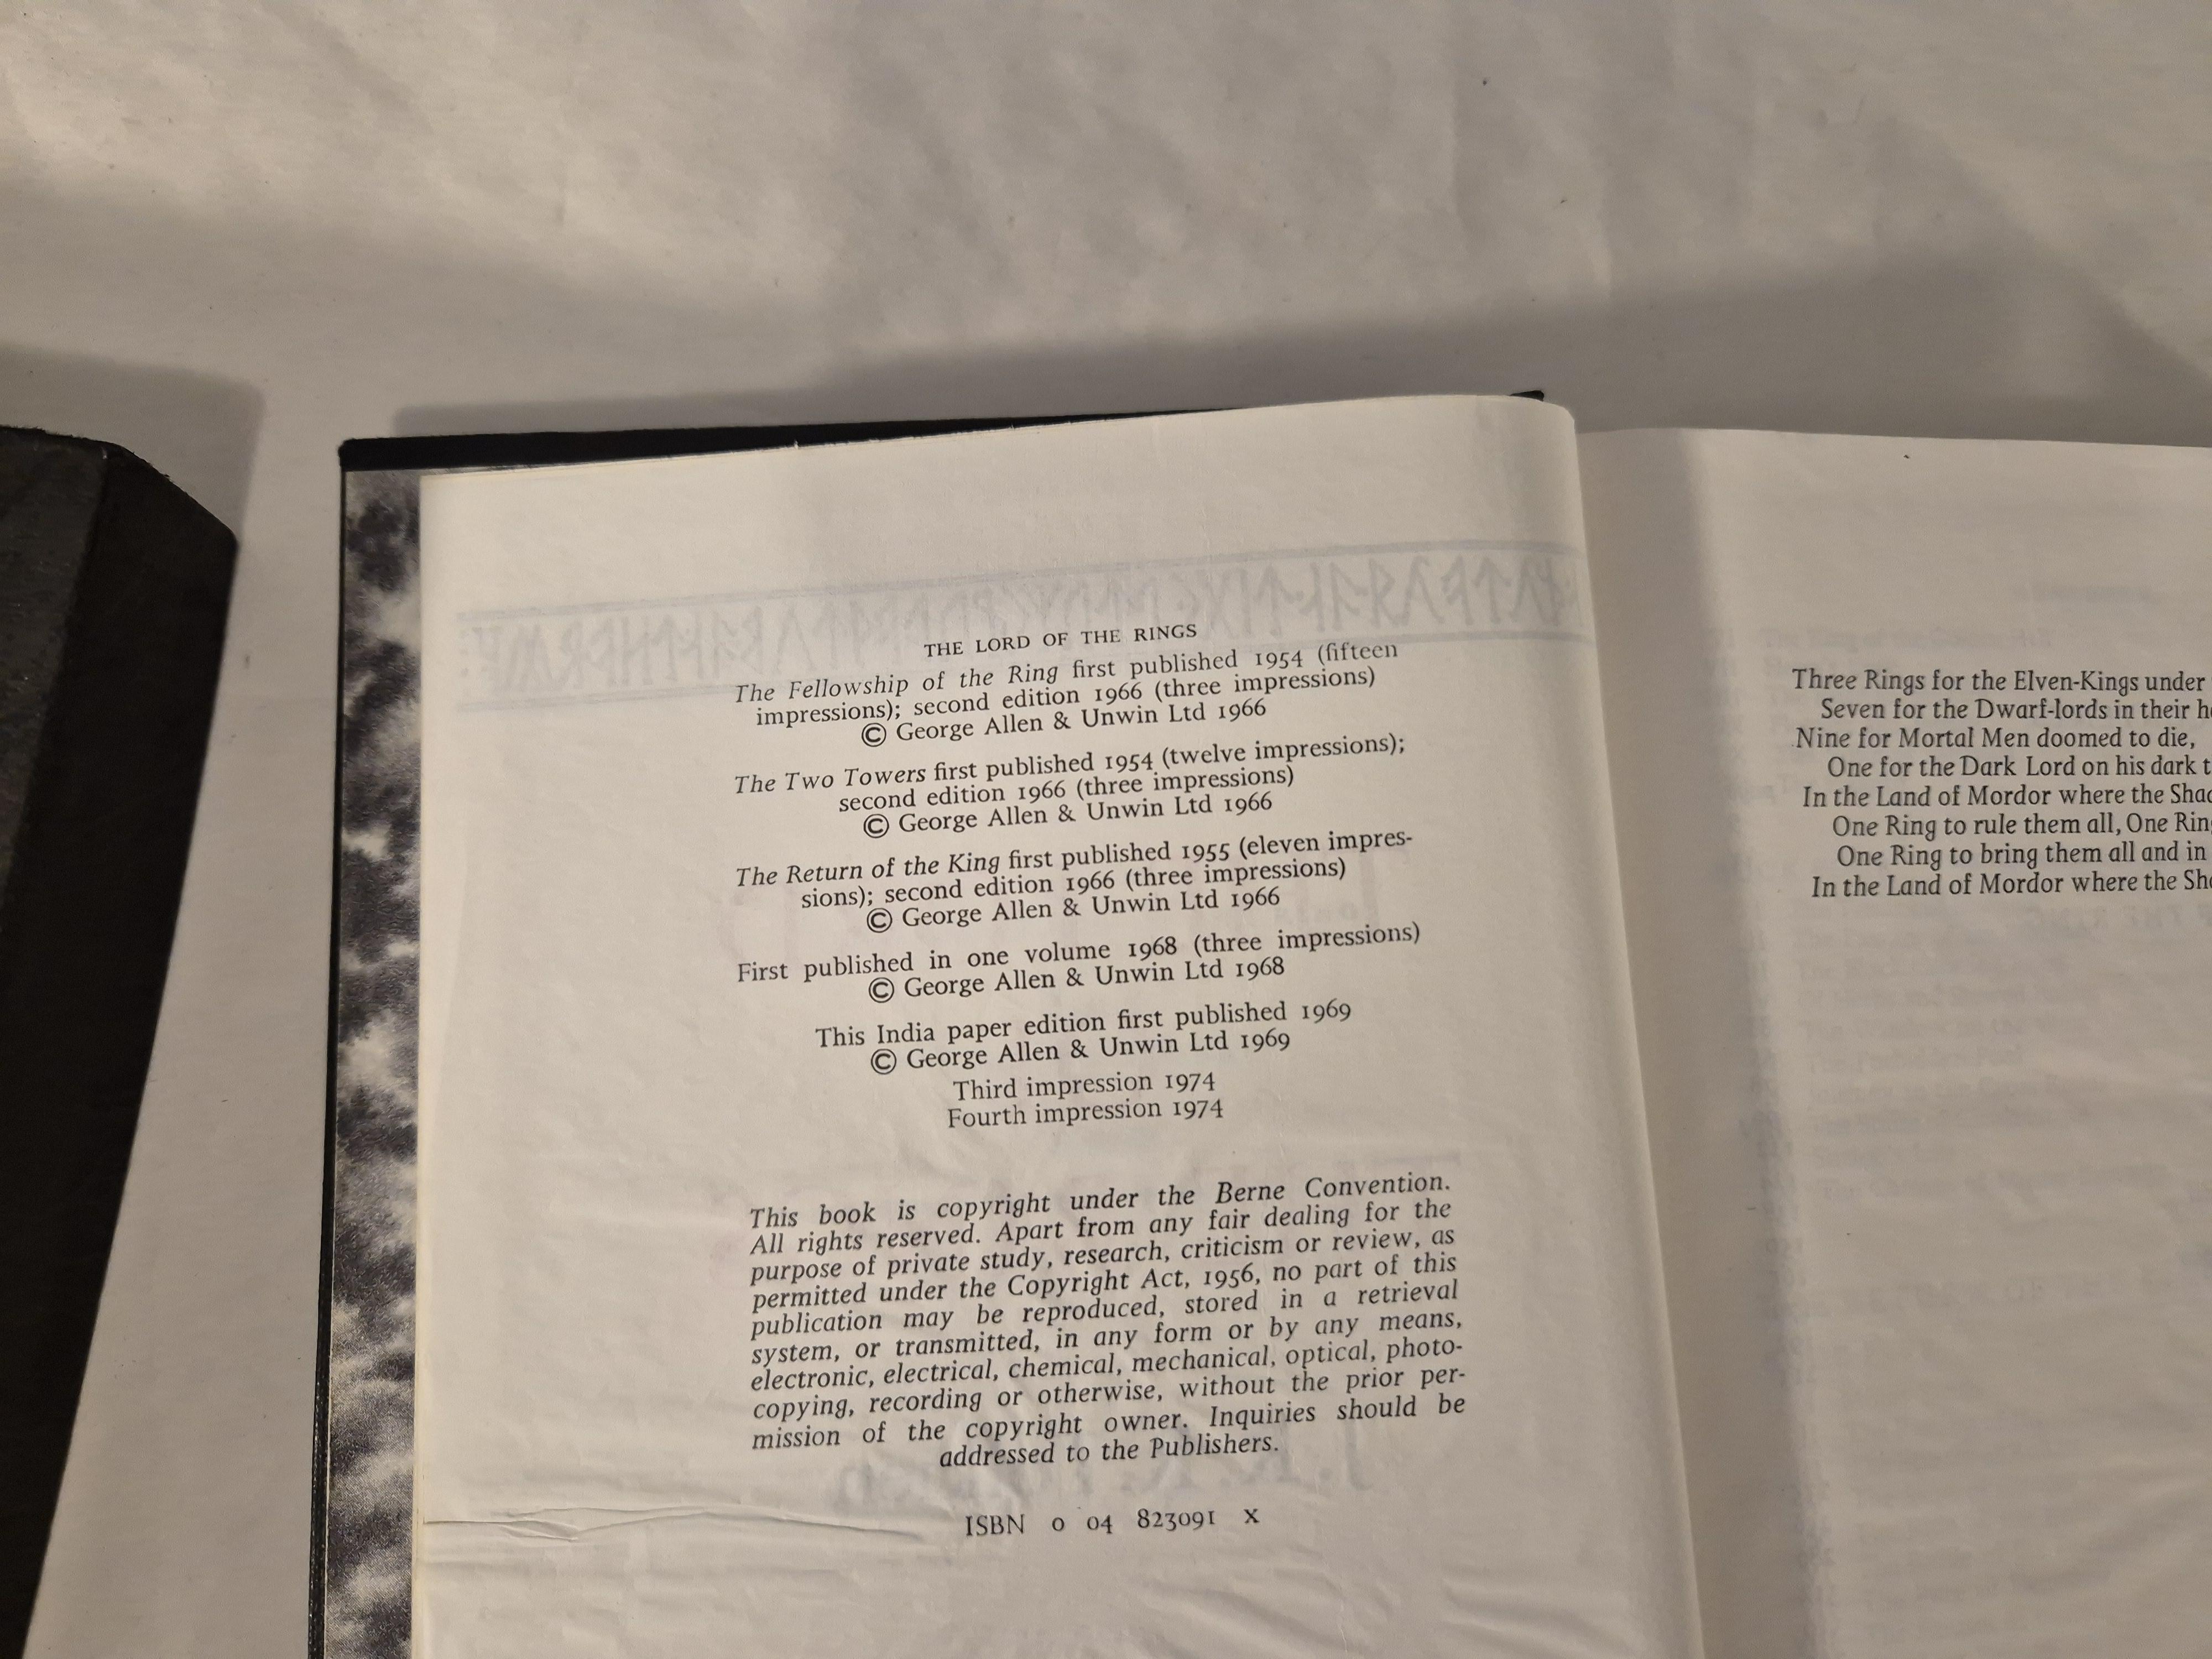 THE LORD OF THE RINGS
The Fellowship of the Ring first published 1954 (fifteen
impressions); second edition 1966 (three impressions)
© George Allen & Unwin Ltd 1966
The Two Towers first published 1954 (twelve impressions);
second edition 1966 (three impressions)
© George Allen & Unwin Ltd 1966
The Return of the King first published 1955 (eleven impres-
sions); second edition 1966 (three impressions)
© George Allen & Unwin Ltd 1966
First published in one volume 1968 (three impressions)
© George Allen & Unwin Ltd 1968
This India paper edition first published 1969
© George Allen & Unwin Ltd 1969
Third impression 1974
Fourth impression 1974
This book is copyright under the Berne Convention.
All rights reserved. Apart from any fair dealing for the
purpose of private study, research, criticism or review, as
permitted under the Copyright Act, 1956, no part of this
publication may be reproduced, stored in a retrieval
system, or transmitted, in any form or by any means,
electronic, electrical, chemical, mechanical, optical, photo-
copying, recording or otherwise, without the prior per-
mission of the copyright owner. Inquiries should be
addressed to the Publishers.
ISBN 0 04 823091 X
Three Rings for the Elven-Kings under
Seven for the Dwarf-lords in their
Nine for Mortal Men doomed to die,
One for the Dark Lord on his dark
In the Land of Mordor where the
One Ring to rule them all, One
One Ring to bring them all and in
In the Land of Mordor where the